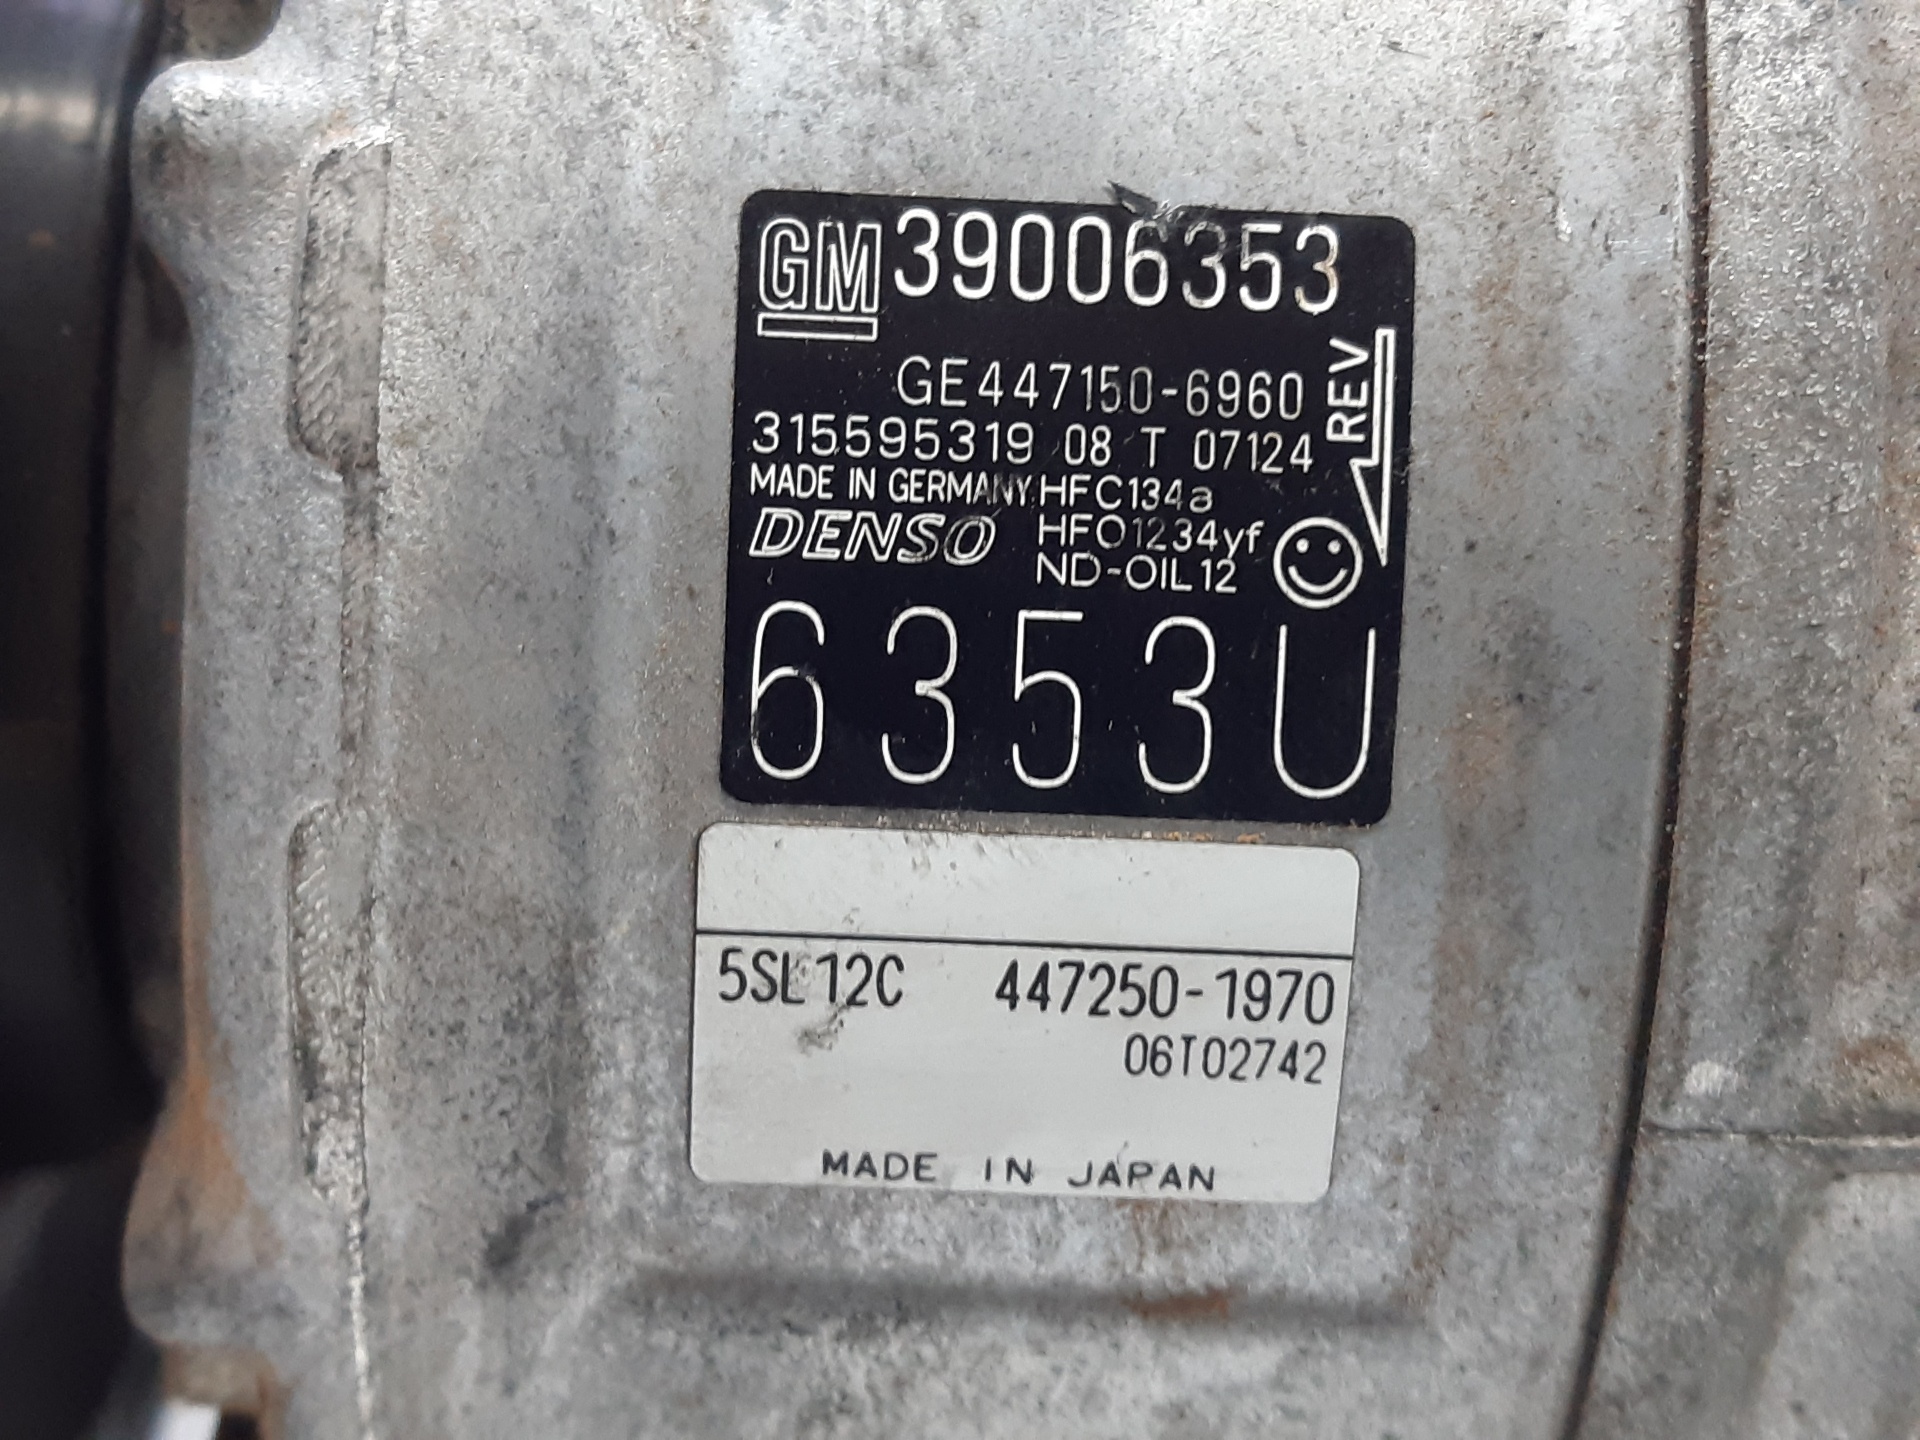 GM 39006353
GE447150-6960
REV
315595319 08 T 07124
MADE IN GERMANY HFC134a
DENSO HFO1234yf
ND-OIL12
6353U
5SL12C 447250-1970
06T02742
MADE IN JAPAN